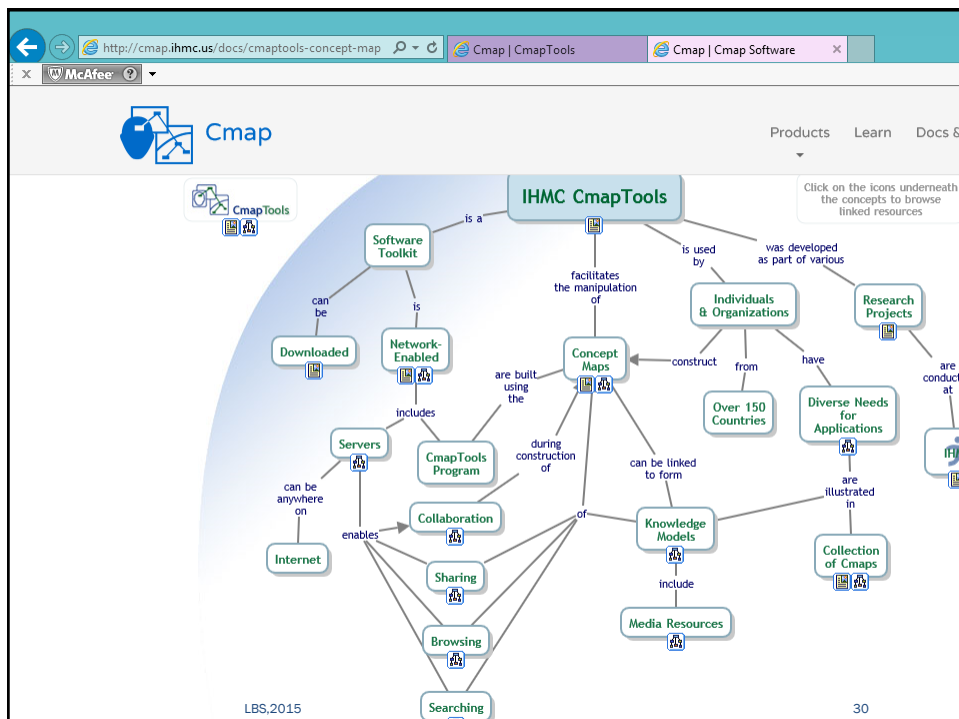 http://cmap.ihmc.us/docs/cmaptools-concept-map
Cmap | CmapTools
Cmap | Cmap Software
McAfee
Cmap
Products
Learn
Docs &
CmapTools
IHMC CmapTools
Click on the icons underneath
the concepts to browse
linked resources
is a
Software
Toolkit
is used
by
was developed
as part of various
facilitates
the manipulation
of
can
be
is
Individuals
& Organizations
Research
Projects
Downloaded
Network-
Enabled
Concept
Maps
construct
from
have
are
conduct
at
are built
using
the
Over 150
Countries
Diverse Needs
for
Applications
includes
Servers
CmapTools
Program
during
construction
of
can be linked
to form
IH
can be
anywhere
on
are
illustrated
in
Collaboration
of
Knowledge
Models
enables
Internet
Collection
of Cmaps
Sharing
include
Media Resources
Browsing
Searching
LBS,2015
30